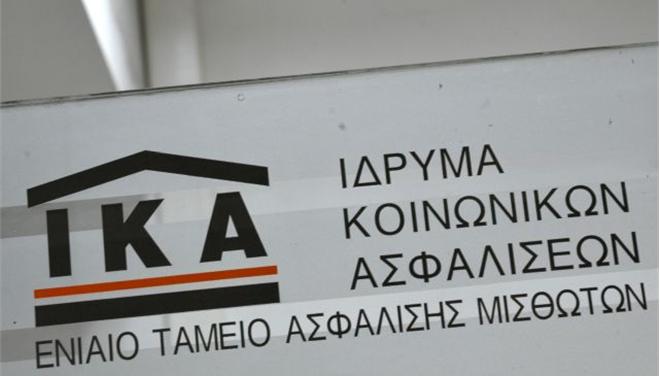 ΙΚΑ
ΙΔΡΥΜΑ
ΚΟΙΝΩΝΙΚΩΝ
ΑΣΦΑΛΙΣΕΩΝ
ΕΝΙΑΙΟ ΤΑΜΕΙΟ ΑΣΦΑΛΙΣΗΣ ΜΙΣΘΩΤΩΝ